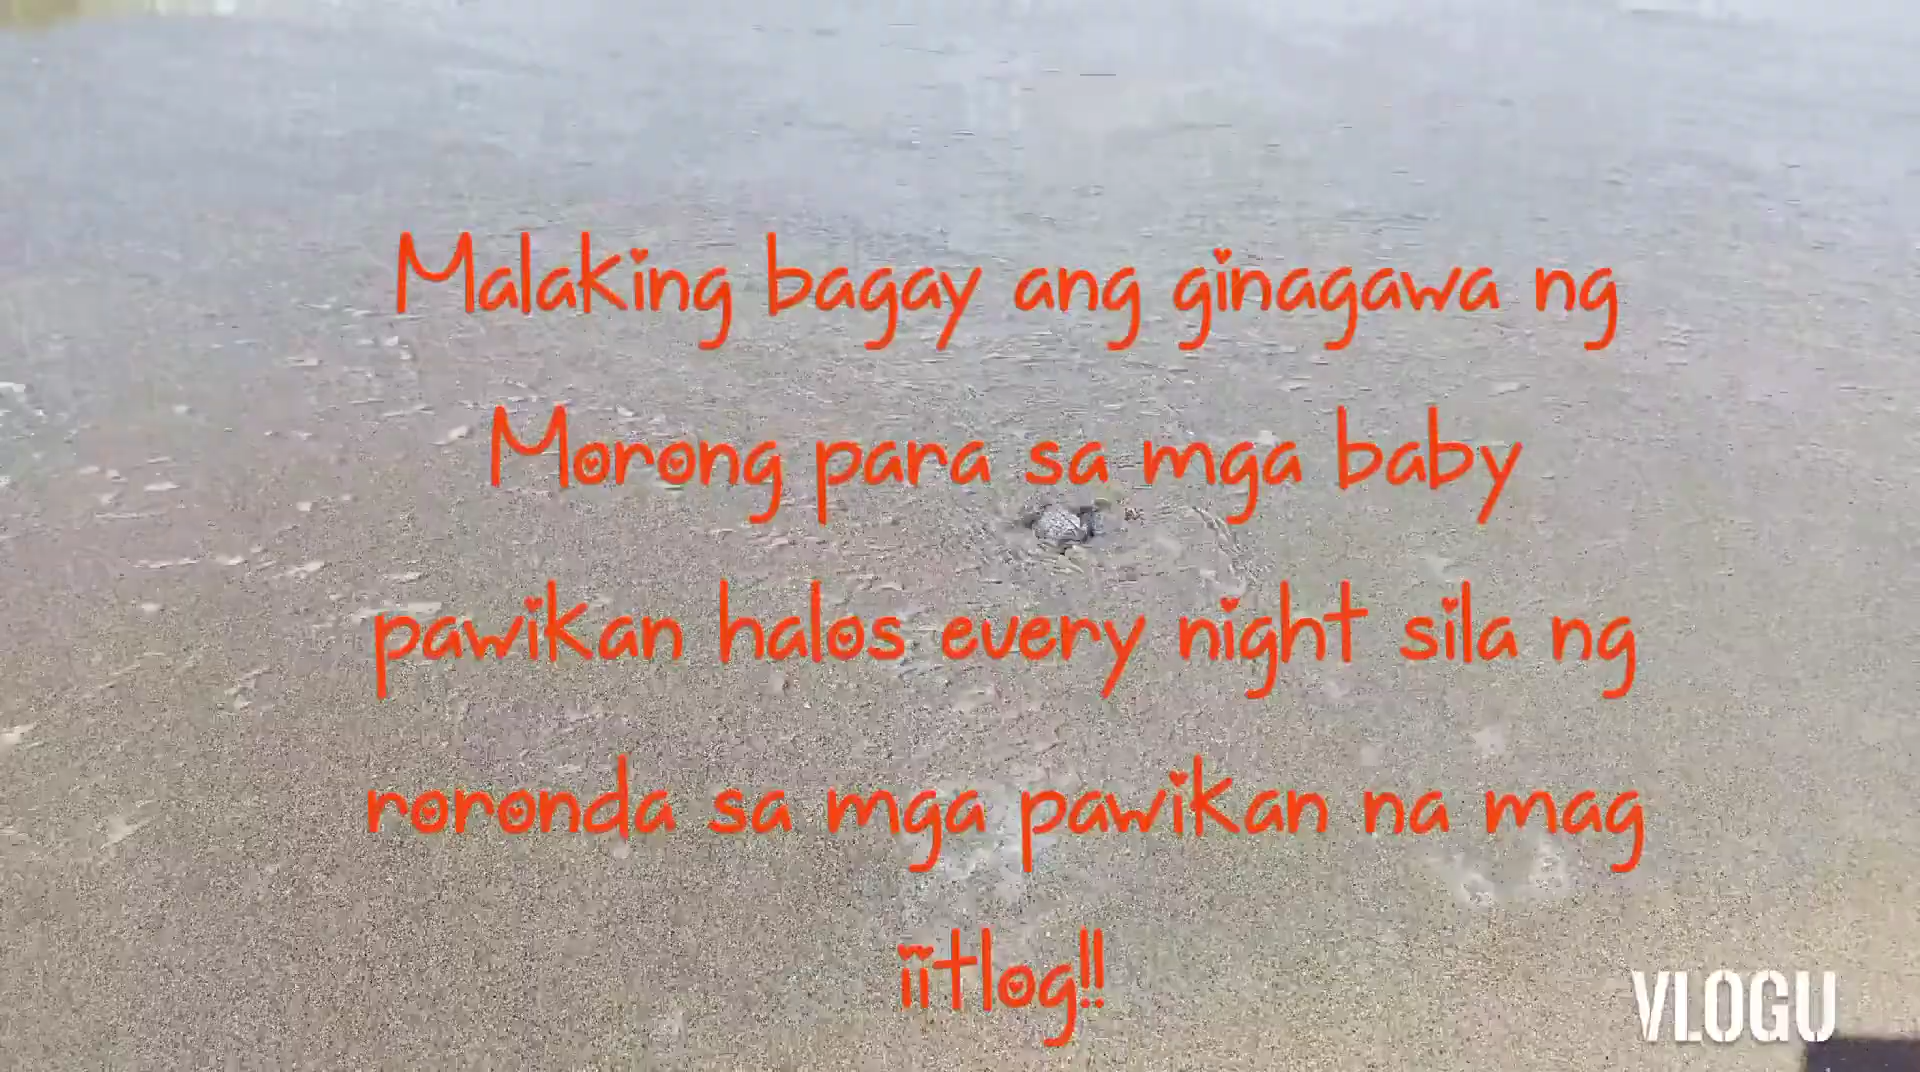 Malaking bagay ang ginagawa ng
Morong para sa mga baby
pawikan halos every night sila ng
roronda sa mga pawikan na mag
iitlog!!
VLOGU